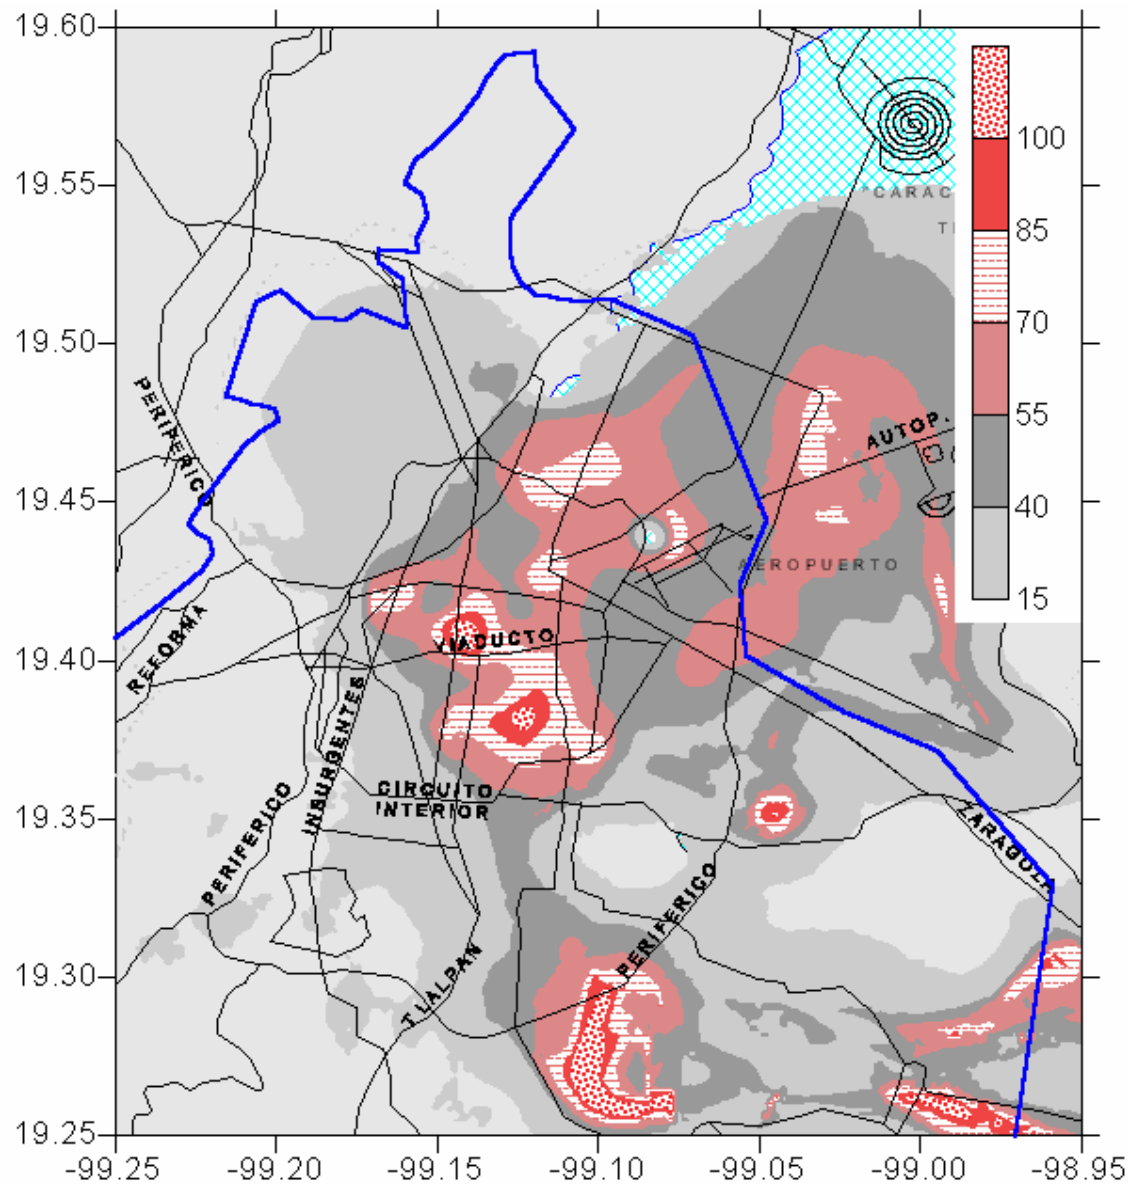 19.60
100
19.55
CARAC
T
85
70
19.50
PERIFERICO
55
AUTOP.
19.45
40
AEROPUERTO
15
REFORMA
VIADUCTO
19.40
INSURGENTES
CIRCUITO
INTERIOR
19.35
PERIFERICO
ZARAGOZA
PERIFERICO
19.30
TLALPAN
19.25
-99.25
-99.20
-99.15
-99.10
-99.05
-99.00
-98.95